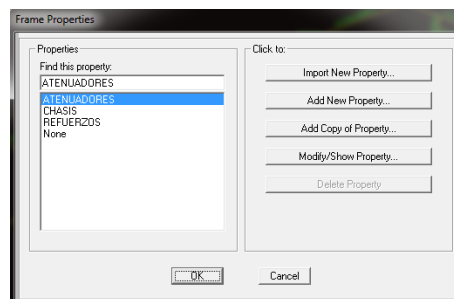 Frame Properties
Properties
Find this property:
ATENUADORES
ATENUADORES
CHASIS
REFUERZOS
None
Click to:
Import New Property...
Add New Property...
Add Copy of Property...
Modify/Show Property...
Delete Property
OK
Cancel